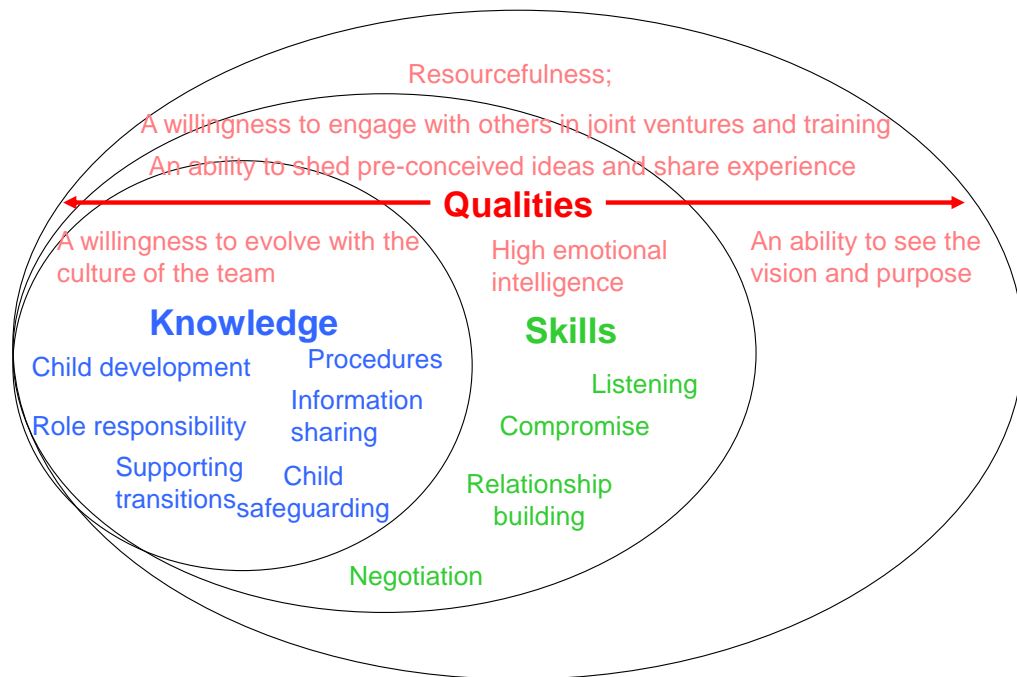 Resourcefulness;
A willingness to engage with others in joint ventures and training
An ability to shed pre-conceived ideas and share experience
Qualities
A willingness to evolve with the
culture of the team
High emotional
intelligence
An ability to see the
vision and purpose
Knowledge
Child development
Procedures
Information
sharing
Role responsibility
Supporting
transitions
Child
safeguarding
Skills
Listening
Compromise
Relationship
building
Negotiation